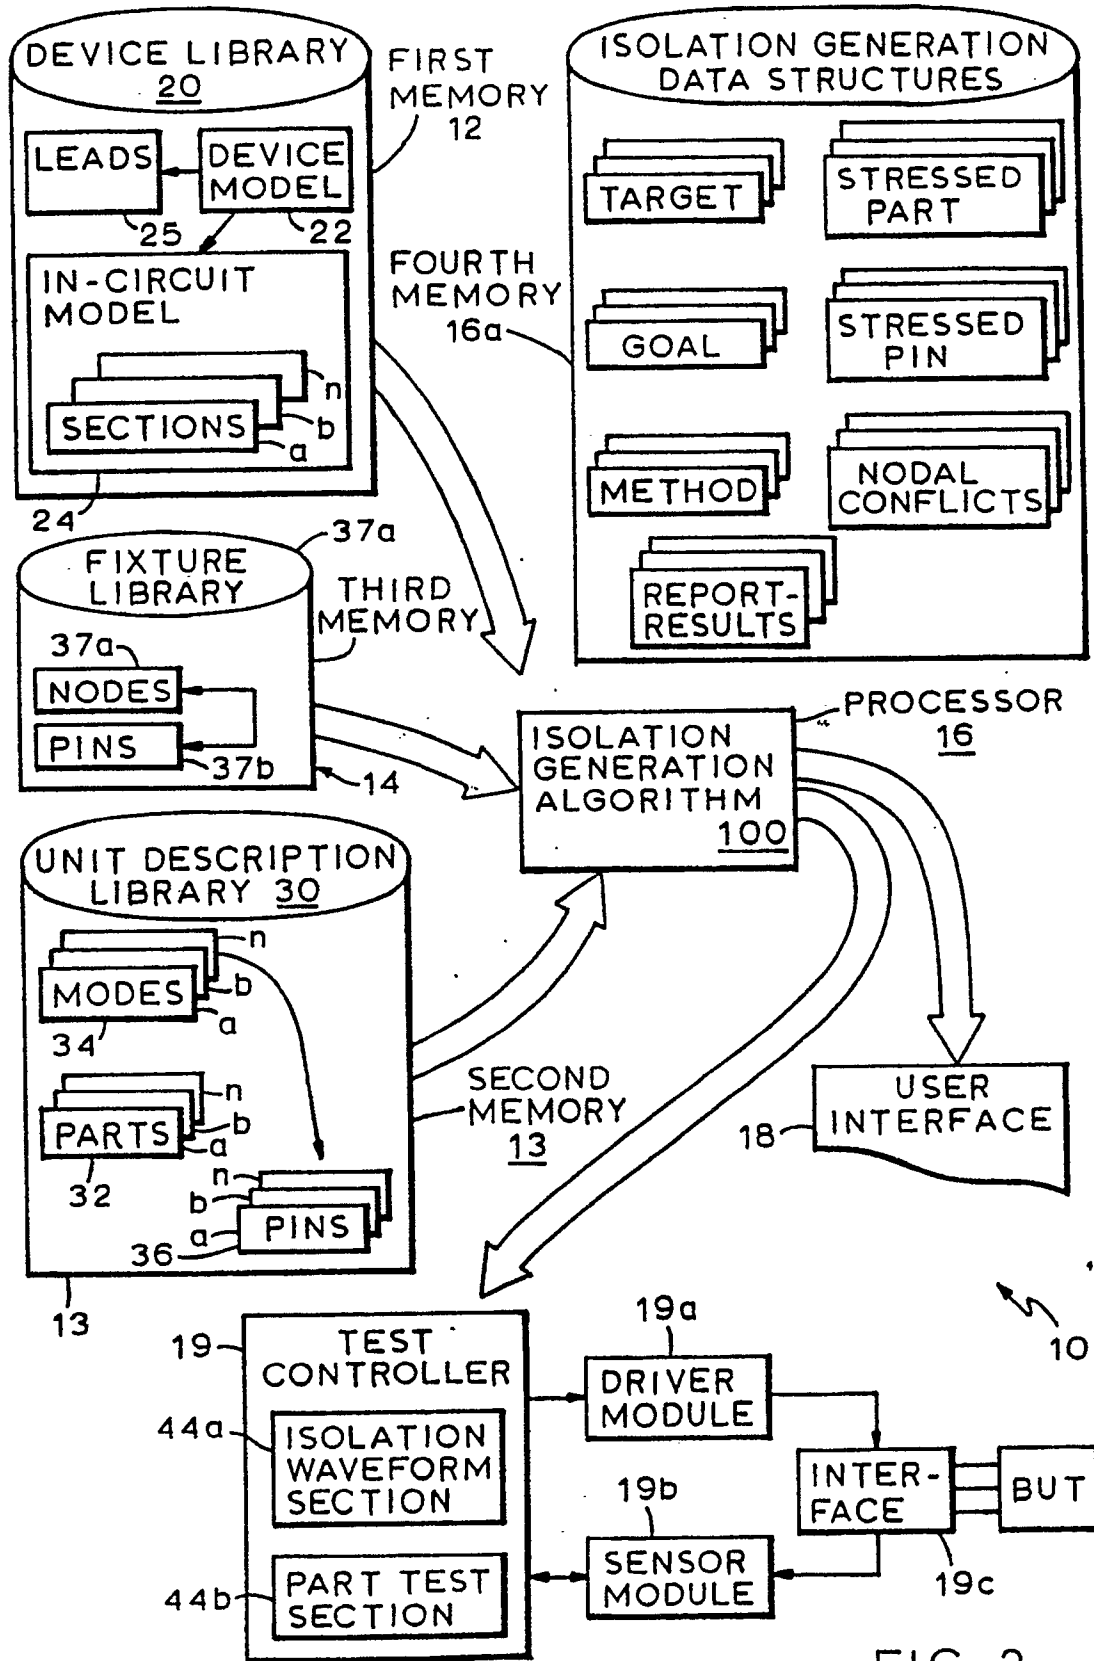 DEVICE LIBRARY
20
LEADS
25
DEVICE
MODEL
22
IN-CIRCUIT
MODEL
SECTIONS
a
b
n
24
FIRST
MEMORY
12
ISOLATION GENERATION
DATA STRUCTURES
TARGET
STRESSED
PART
GOAL
STRESSED
PIN
METHOD
NODAL
CONFLICTS
REPORT-
RESULTS
FOURTH
MEMORY
16a
FIXTURE
LIBRARY
37a
THIRD
MEMORY
37a
NODES
PINS
37b
14
ISOLATION
GENERATION
ALGORITHM
100
PROCESSOR
16
UNIT DESCRIPTION
LIBRARY 30
n
b
MODES
a
34
n
b
PARTS
a
32
n
b
a
PINS
36
13
SECOND
MEMORY
13
USER
INTERFACE
18
10
19
TEST
CONTROLLER
44a
ISOLATION
WAVEFORM
SECTION
44b
PART TEST
SECTION
19a
DRIVER
MODULE
19b
SENSOR
MODULE
INTER-
FACE
19c
BUT
FIG. 2